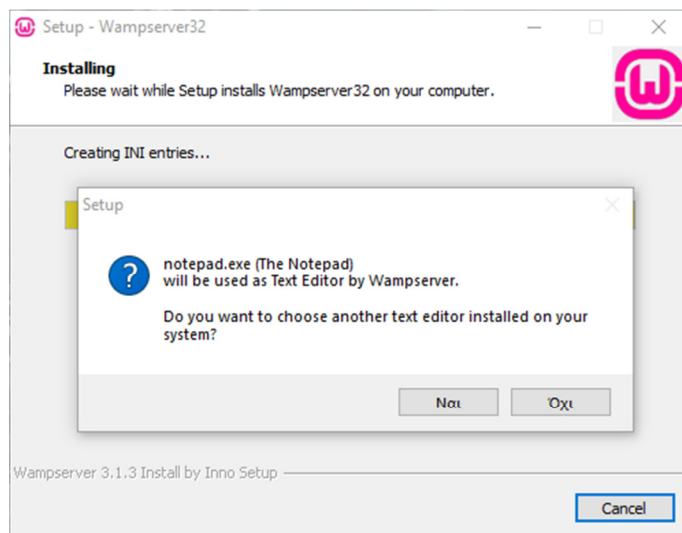 Setup - Wampserver32
Installing
Please wait while Setup installs Wampserver32 on your computer.
Creating INI entries...
Setup
notepad.exe (The Notepad)
will be used as Text Editor by Wampserver.
Do you want to choose another text editor installed on your
system?
Ναι
Όχι
Wampserver 3.1.3 Install by Inno Setup
Cancel